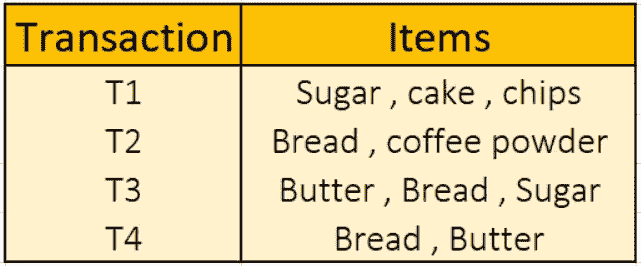 Transaction Items
T1 Sugar , cake , chips
T2 Bread , coffee powder
T3 Butter , Bread , Sugar
T4 Bread , Butter